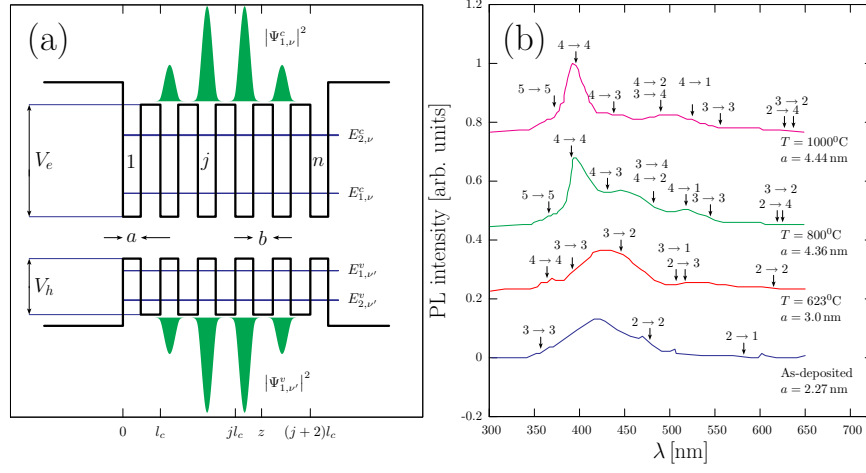 (a)
|Ψ^c_{1,ν}|^2
V_e
1
j
n
E^c_{2,ν}
E^c_{1,ν}
a
b
V_h
E^v_{1,ν'}
E^v_{2,ν'}
|Ψ^v_{1,ν'}|^2
0
l_c
jl_c
z
(j+2)l_c
(b)
PL intensity [arb. units]
1.2
1
0.8
0.6
0.4
0.2
0
-0.2
4 → 4
5 → 5
4 → 3
4 → 2
3 → 4
4 → 1
3 → 3
3 → 2
2 → 4
T = 1000⁰C
a = 4.44 nm
4 → 4
5 → 5
4 → 3
3 → 4
4 → 2
4 → 1
3 → 3
3 → 2
2 → 4
T = 800⁰C
a = 4.36 nm
4 → 4
3 → 3
3 → 2
3 → 1
2 → 3
2 → 2
T = 623⁰C
a = 3.0 nm
3 → 3
2 → 2
2 → 1
As-deposited
a = 2.27 nm
300 350 400 450 500 550 600 650 700
λ [nm]